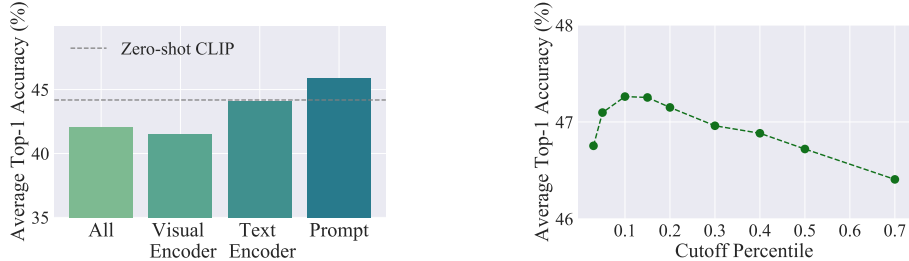 Average Top-1 Accuracy (%)
45
40
35
Zero-shot CLIP
All
Visual
Encoder
Text
Encoder
Prompt
Average Top-1 Accuracy (%)
48
47
46
0.1 0.2 0.3 0.4 0.5 0.6 0.7
Cutoff Percentile